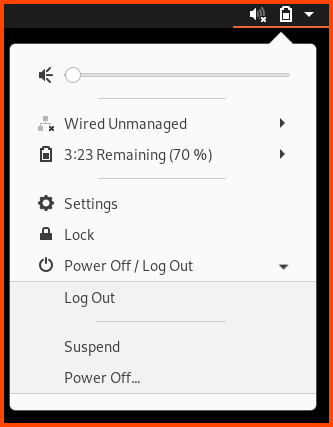 Wired Unmanaged
3:23 Remaining (70 %)
Settings
Lock
Power Off / Log Out
Log Out
Suspend
Power Off...